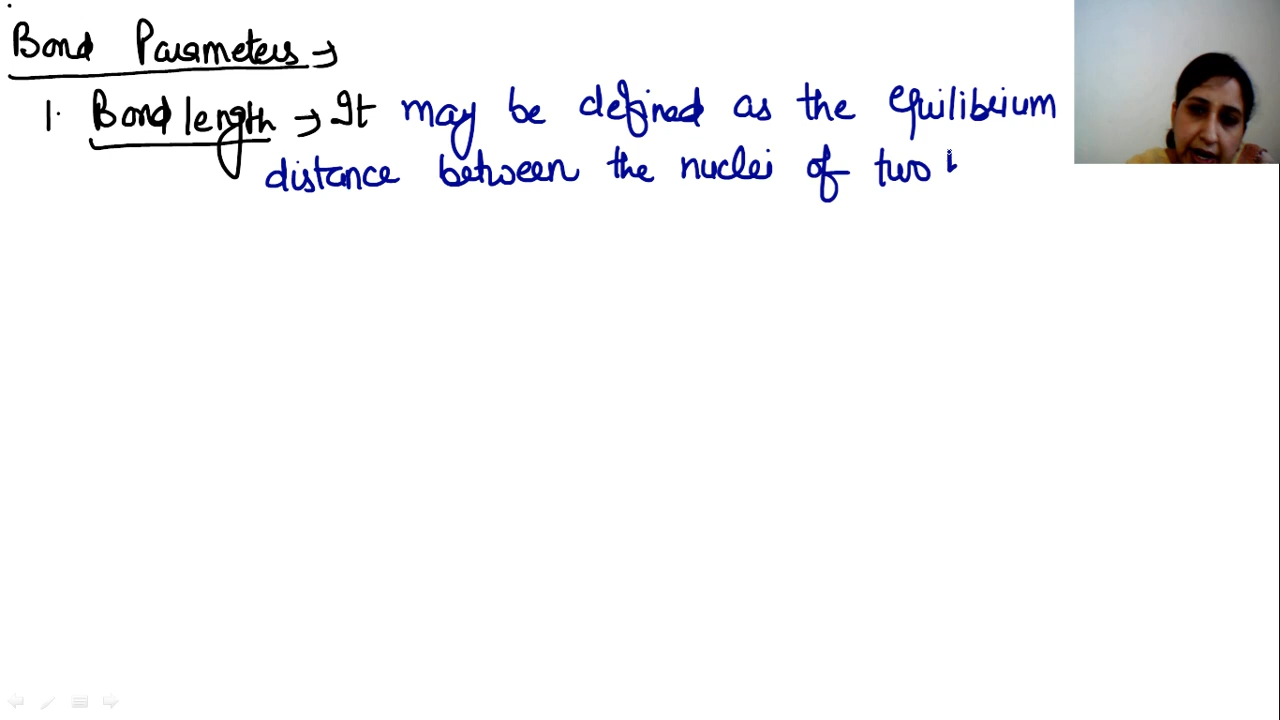 Bond Parameters →
1. Bond length → It may be defined as the equilibrium
distance between the nuclei of two